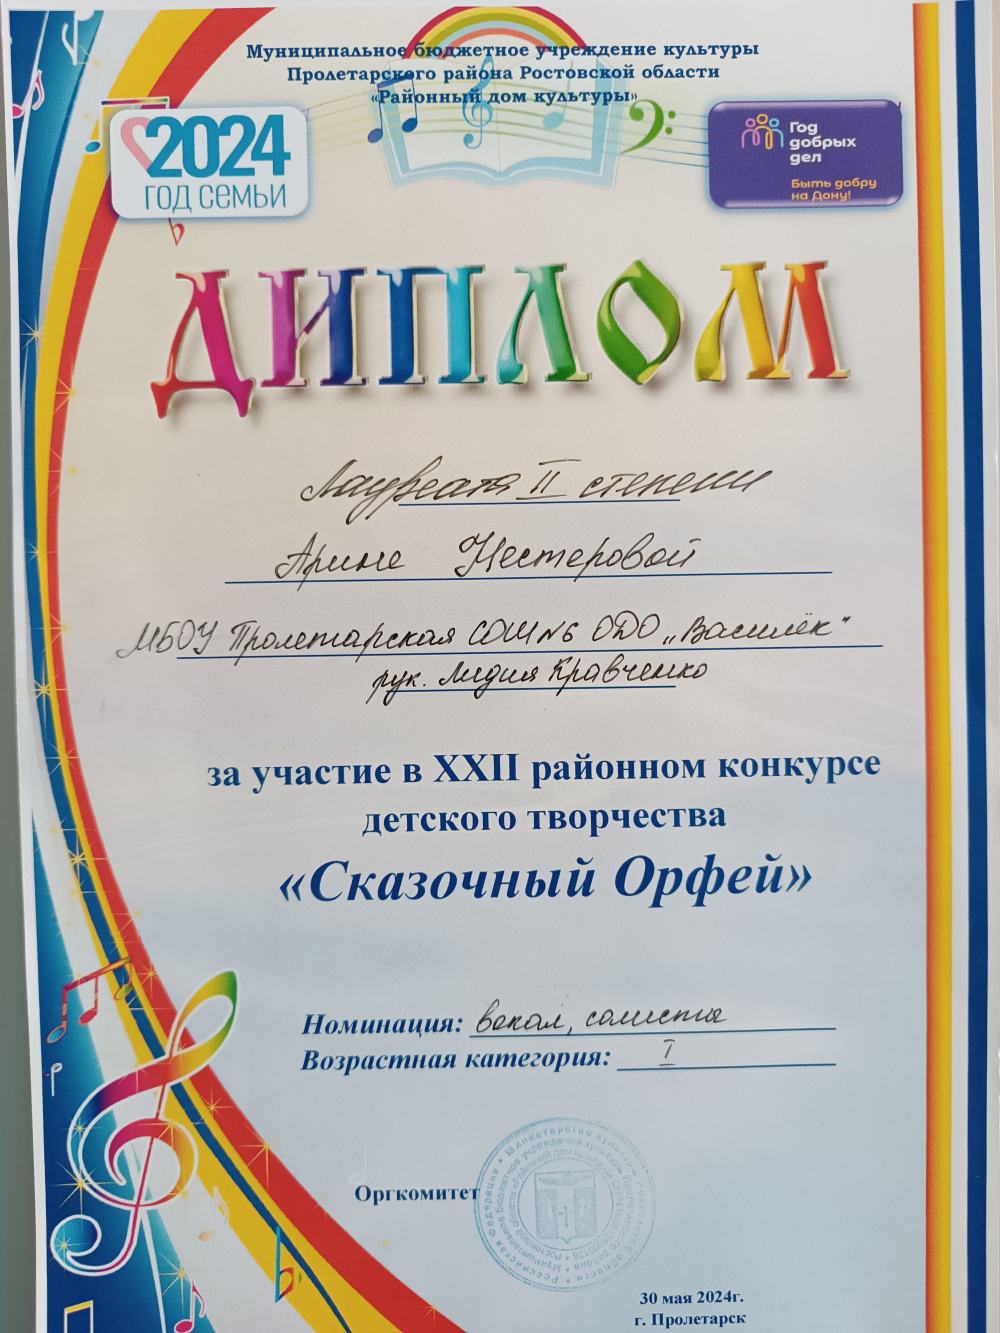 Муниципальное бюджетное учреждение культуры
Пролетарского района Ростовской области
«Районный дом культуры»
2024
ГОД СЕМЬИ
Год
добрых
дел
Быть добру
на Дону!
ДИПЛОМ
Лауреата II степени
Арине Нестеровой
МБОУ Пролетарская СОШ №6 ОДО „Василёк"
рук. Лидия Кравченко
за участие в XXII районном конкурсе
детского творчества
«Сказочный Орфей»
Номинация: вокал, солисты
Возрастная категория: I
Оргкомитет
30 мая 2024г.
г. Пролетарск